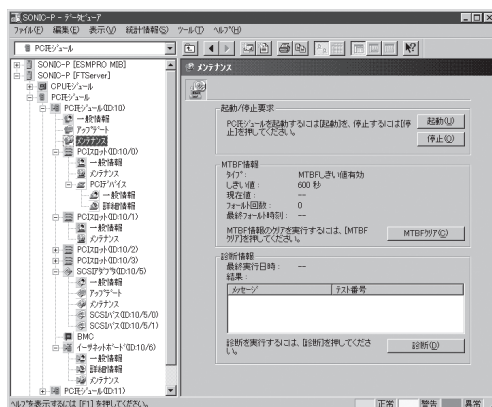 SONIC-P - データビューア
ファイル(F) 編集(E) 表示(V) 統計情報(S) ツール(T) ヘルプ(H)
PCIモジュール
SONIC-P [ESMPRO MIB]
SONIC-P [FTServer]
CPUモジュール
PCIモジュール
PCIモジュール(ID:10)
一般情報
アップデート
メンテナンス
PCIスロット(ID:10/0)
一般情報
メンテナンス
PCIデバイス
一般情報
詳細情報
PCIスロット(ID:10/1)
一般情報
メンテナンス
PCIスロット(ID:10/2)
PCIスロット(ID:10/3)
SCSIアダプタ(ID:10/5)
一般情報
アップデート
メンテナンス
SCSIバス(ID:10/5/0)
SCSIバス(ID:10/5/1)
BMC
イーサネットボード(ID:10/6)
一般情報
詳細情報
メンテナンス
PCIモジュール(ID:11)
メンテナンス
起動/停止要求
PCIモジュールを起動するには[起動]を、停止するには[停止]を押してください。
起動(U)
停止(O)
MTBF情報
タイプ: MTBFしきい値有効
しきい値: 600 秒
現在値: --
フォールト回数: 0
最終フォールト時刻: --
MTBF情報のクリアを実行するには、[MTBFクリア]を押してください。
MTBFクリア(C)
診断情報
最終実行日時: --
結果:
メッセージ テスト番号
診断を実行するには、[診断]を押してください。
診断(D)
ヘルプを表示するには [F1] を押してください。
正常 警告 異常